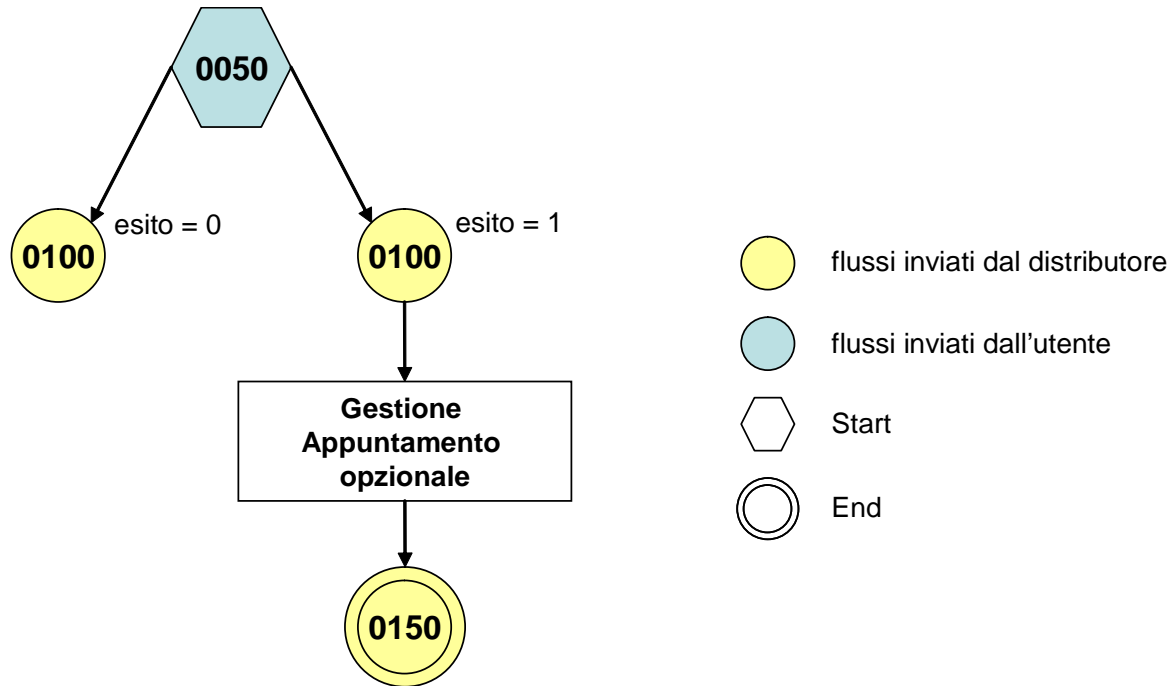 0050
esito = 0
esito = 1
0100
0100
Gestione
Appuntamento
opzionale
0150
flussi inviati dal distributore
flussi inviati dall'utente
Start
End